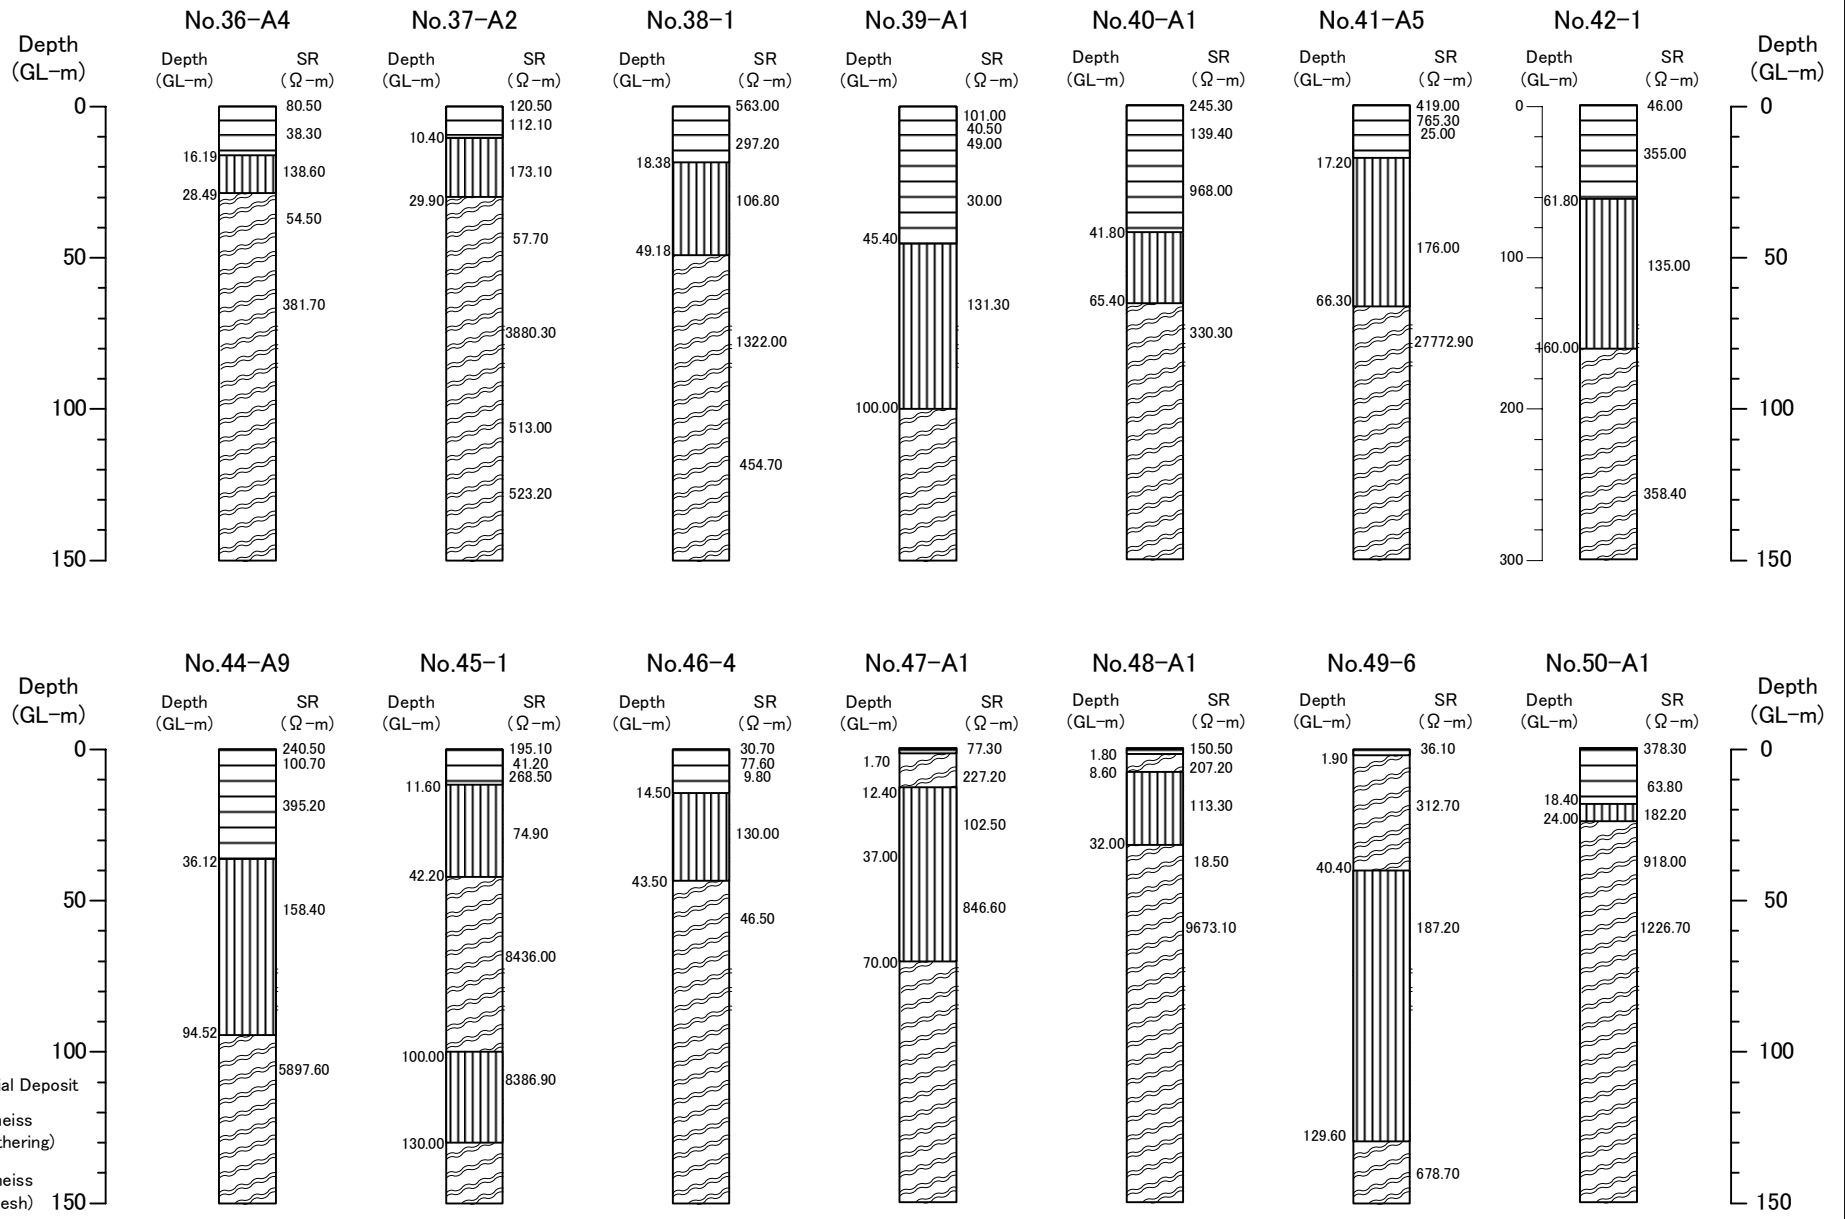 No.36-A4 No.37-A2 No.38-1 No.39-A1 No.40-A1 No.41-A5 No.42-1
Depth Depth
(GL-m) (GL-m)
Depth SR Depth SR Depth SR Depth SR Depth SR Depth SR Depth SR
(GL-m) (Ω-m) (GL-m) (Ω-m) (GL-m) (Ω-m) (GL-m) (Ω-m) (GL-m) (Ω-m) (GL-m) (Ω-m) (GL-m) (Ω-m)
0 80.50 120.50 563.00 101.00 245.30 419.00 0 46.00 0
112.10 40.50 765.30
10.40 38.30 297.20 49.00 139.40 25.00 355.00
16.19 138.60 173.10 18.38 17.20
28.49 29.90 106.80 30.00 968.00 61.80
54.50 57.70 45.40 41.80
50 49.18 176.00 100 135.00 50
381.70 131.30 65.40 66.30
3880.30 1322.00 330.30 27772.90 160.00
100 100.00 200 100
513.00 454.70
523.20 358.40
150 300 150
No.44-A9 No.45-1 No.46-4 No.47-A1 No.48-A1 No.49-6 No.50-A1
Depth Depth
(GL-m) (GL-m)
Depth SR Depth SR Depth SR Depth SR Depth SR Depth SR Depth SR
(GL-m) (Ω-m) (GL-m) (Ω-m) (GL-m) (Ω-m) (GL-m) (Ω-m) (GL-m) (Ω-m) (GL-m) (Ω-m) (GL-m) (Ω-m)
0 240.50 195.10 30.70 77.30 150.50 36.10 378.30 0
100.70 41.20 77.60 1.70 1.80 207.20 1.90
268.50 9.80 227.20 8.60
11.60 14.50 12.40 63.80
395.20 113.30 312.70 18.40 182.20
74.90 130.00 102.50 24.00
36.12 37.00 32.00 18.50 40.40 918.00
42.20 43.50
50 158.40 46.50 846.60 50
8436.00 70.00 9673.10 187.20 1226.70
94.52
100 100.00 100
5897.60 8386.90
ial Deposit
neiss
thering) 130.00 129.60
neiss 678.70
esh)
150 150